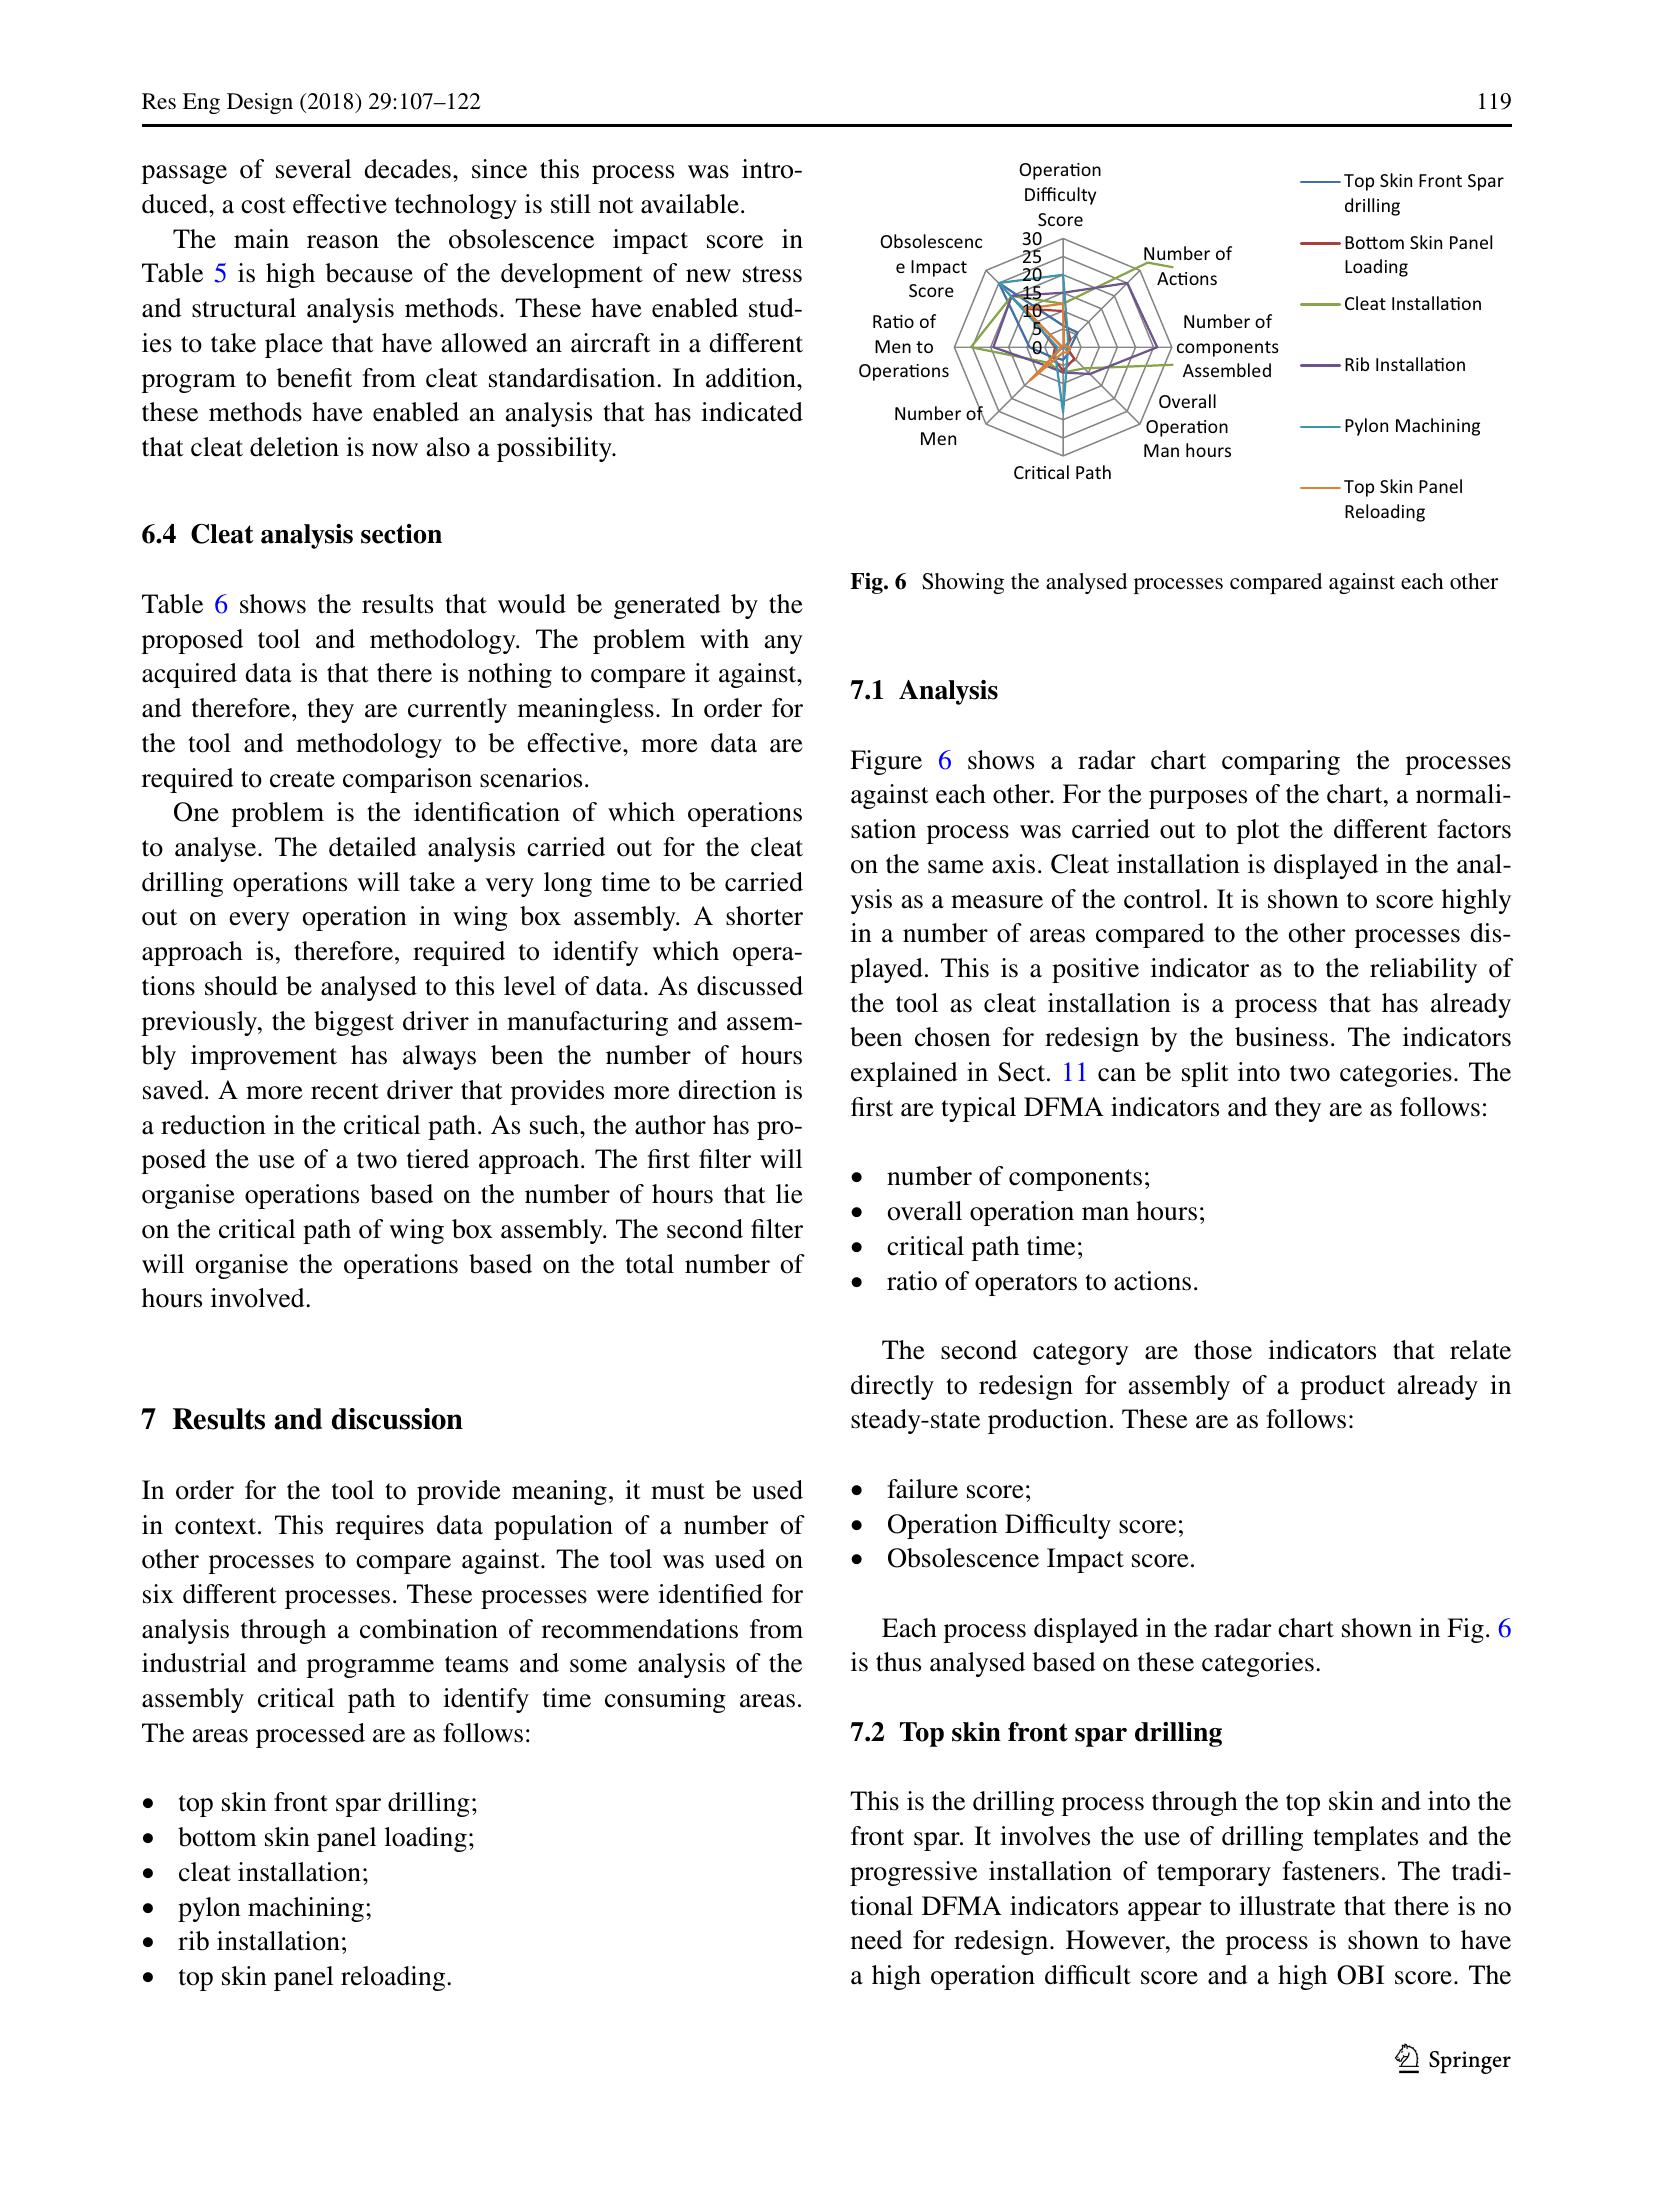 Res Eng Design (2018) 29:107–122
119
passage of several decades, since this process was intro-
duced, a cost effective technology is still not available.
The main reason the obsolescence impact score in
Table 5 is high because of the development of new stress
and structural analysis methods. These have enabled stud-
ies to take place that have allowed an aircraft in a different
program to benefit from cleat standardisation. In addition,
these methods have enabled an analysis that has indicated
that cleat deletion is now also a possibility.
6.4 Cleat analysis section
Table 6 shows the results that would be generated by the
proposed tool and methodology. The problem with any
acquired data is that there is nothing to compare it against,
and therefore, they are currently meaningless. In order for
the tool and methodology to be effective, more data are
required to create comparison scenarios.
One problem is the identification of which operations
to analyse. The detailed analysis carried out for the cleat
drilling operations will take a very long time to be carried
out on every operation in wing box assembly. A shorter
approach is, therefore, required to identify which opera-
tions should be analysed to this level of data. As discussed
previously, the biggest driver in manufacturing and assem-
bly improvement has always been the number of hours
saved. A more recent driver that provides more direction is
a reduction in the critical path. As such, the author has pro-
posed the use of a two tiered approach. The first filter will
organise operations based on the number of hours that lie
on the critical path of wing box assembly. The second filter
will organise the operations based on the total number of
hours involved.
7 Results and discussion
In order for the tool to provide meaning, it must be used
in context. This requires data population of a number of
other processes to compare against. The tool was used on
six different processes. These processes were identified for
analysis through a combination of recommendations from
industrial and programme teams and some analysis of the
assembly critical path to identify time consuming areas.
The areas processed are as follows:
• top skin front spar drilling;
• bottom skin panel loading;
• cleat installation;
• pylon machining;
• rib installation;
• top skin panel reloading.
Operation
Difficulty
Score
30
25
20
15
10
5
0
Number of
Actions
Number of
components
Assembled
Overall
Operation
Man hours
Critical Path
Number of
Men
Ratio of
Men to
Operations
Obsolescenc
e Impact
Score
Top Skin Front Spar
drilling
Bottom Skin Panel
Loading
Cleat Installation
Rib Installation
Pylon Machining
Top Skin Panel
Reloading
Fig. 6 Showing the analysed processes compared against each other
7.1 Analysis
Figure 6 shows a radar chart comparing the processes
against each other. For the purposes of the chart, a normali-
sation process was carried out to plot the different factors
on the same axis. Cleat installation is displayed in the anal-
ysis as a measure of the control. It is shown to score highly
in a number of areas compared to the other processes dis-
played. This is a positive indicator as to the reliability of
the tool as cleat installation is a process that has already
been chosen for redesign by the business. The indicators
explained in Sect. 11 can be split into two categories. The
first are typical DFMA indicators and they are as follows:
• number of components;
• overall operation man hours;
• critical path time;
• ratio of operators to actions.
The second category are those indicators that relate
directly to redesign for assembly of a product already in
steady-state production. These are as follows:
• failure score;
• Operation Difficulty score;
• Obsolescence Impact score.
Each process displayed in the radar chart shown in Fig. 6
is thus analysed based on these categories.
7.2 Top skin front spar drilling
This is the drilling process through the top skin and into the
front spar. It involves the use of drilling templates and the
progressive installation of temporary fasteners. The tradi-
tional DFMA indicators appear to illustrate that there is no
need for redesign. However, the process is shown to have
a high operation difficult score and a high OBI score. The
Springer